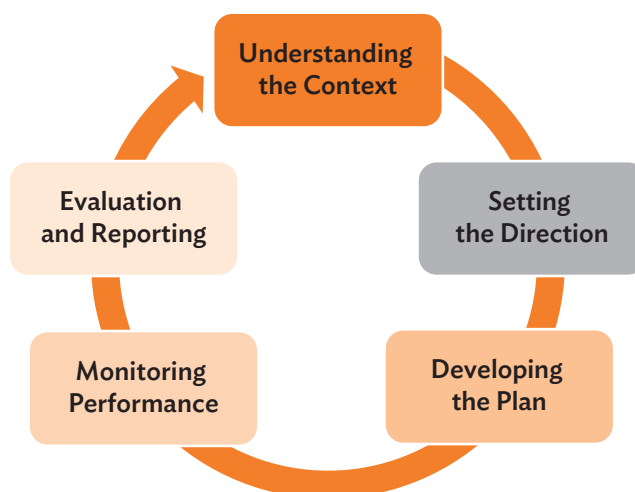 Understanding
the Context
Setting
the Direction
Developing
the Plan
Monitoring
Performance
Evaluation
and Reporting